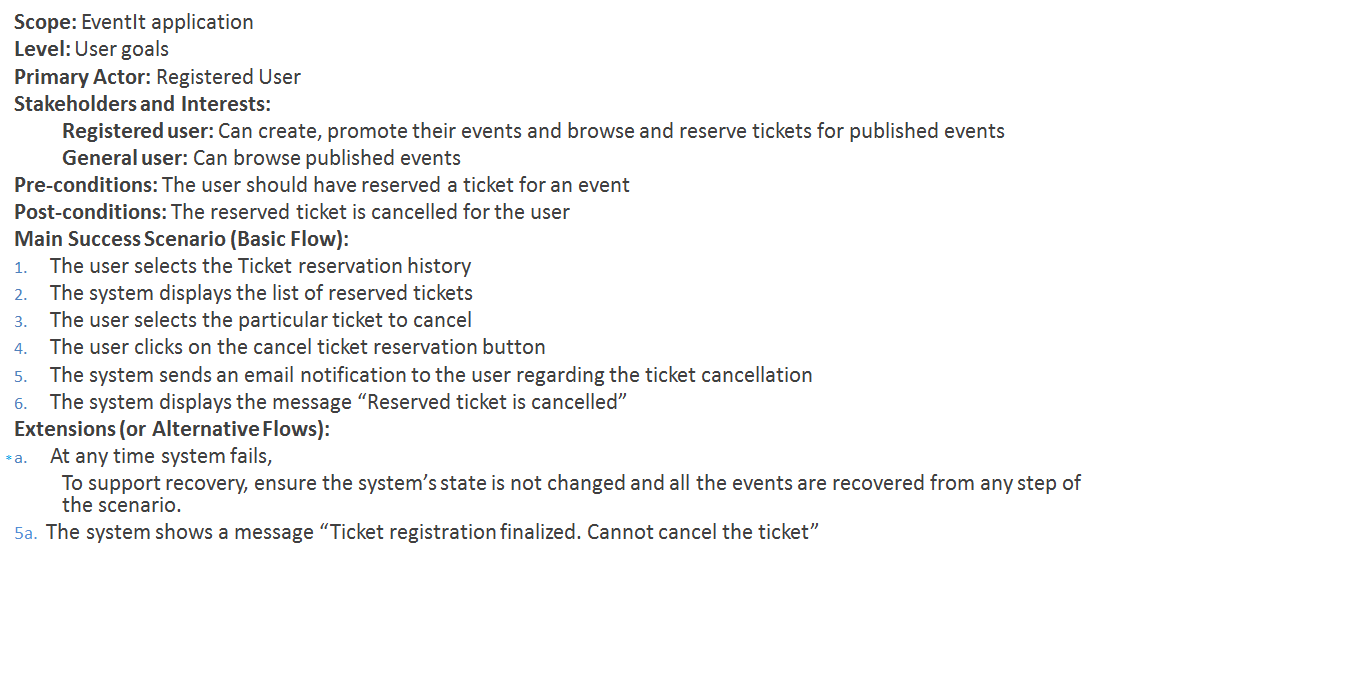 Scope: EventIt application
Level: User goals
Primary Actor: Registered User
Stakeholders and Interests:
Registered user: Can create, promote their events and browse and reserve tickets for published events
General user: Can browse published events
Pre-conditions: The user should have reserved a ticket for an event
Post-conditions: The reserved ticket is cancelled for the user
Main Success Scenario (Basic Flow):
1. The user selects the Ticket reservation history
2. The system displays the list of reserved tickets
3. The user selects the particular ticket to cancel
4. The user clicks on the cancel ticket reservation button
5. The system sends an email notification to the user regarding the ticket cancellation
6. The system displays the message “Reserved ticket is cancelled”
Extensions (or Alternative Flows):
*a. At any time system fails,
To support recovery, ensure the system’s state is not changed and all the events are recovered from any step of
the scenario.
5a. The system shows a message “Ticket registration finalized. Cannot cancel the ticket”